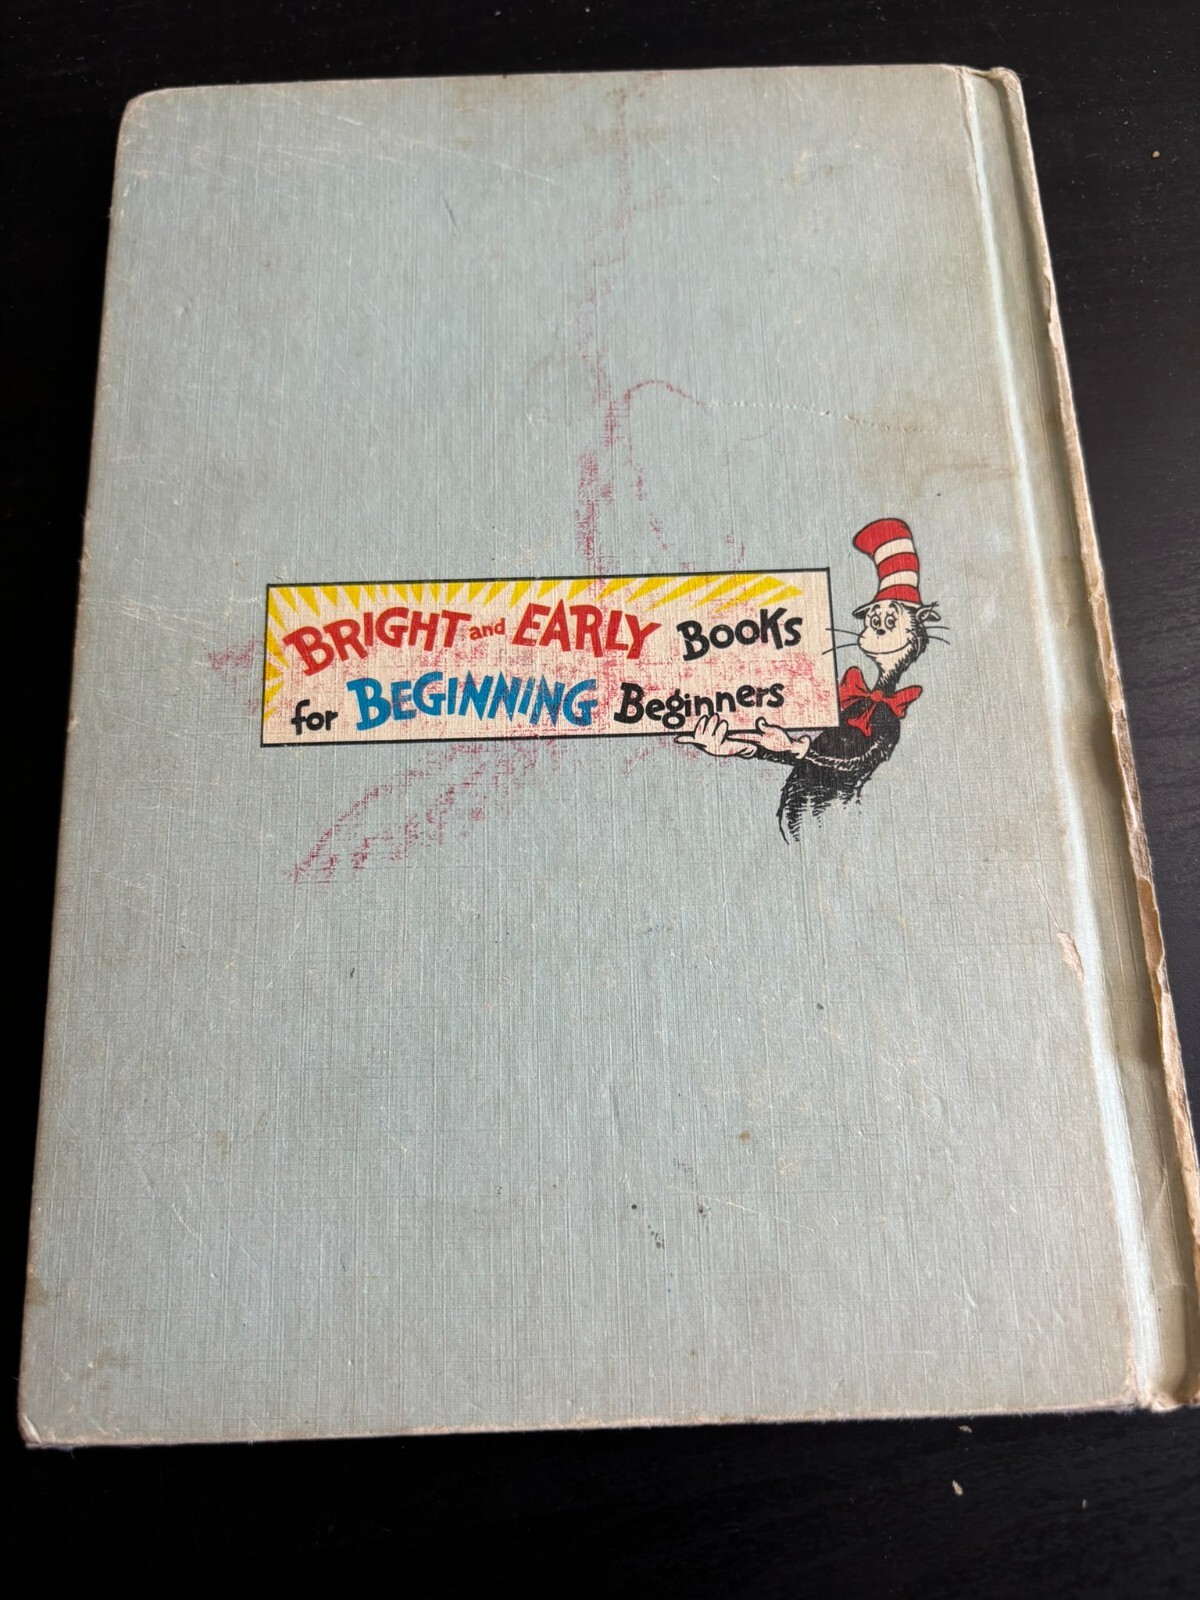 BRIGHT and EARLY Books
for BEGINNING Beginners